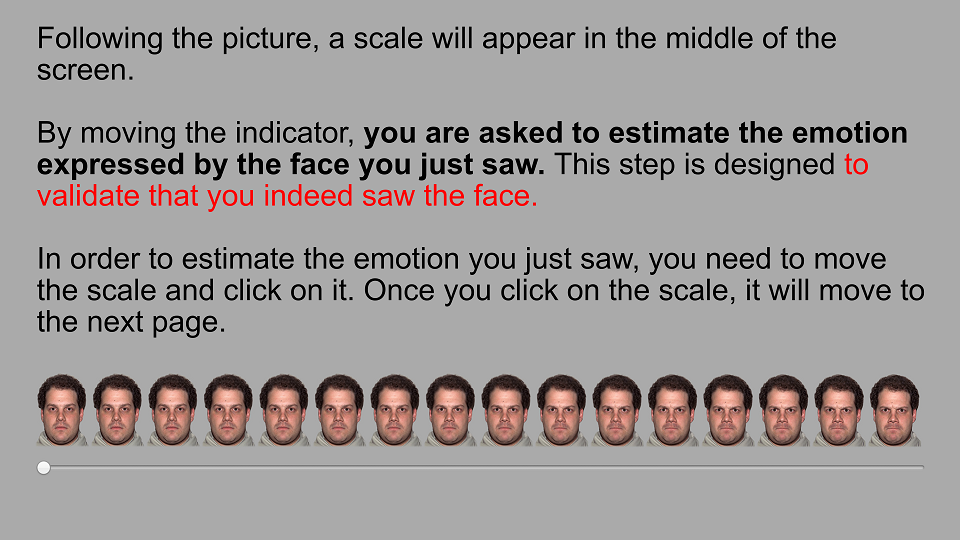 Following the picture, a scale will appear in the middle of the
screen.
By moving the indicator, you are asked to estimate the emotion
expressed by the face you just saw. This step is designed to
validate that you indeed saw the face.
In order to estimate the emotion you just saw, you need to move
the scale and click on it. Once you click on the scale, it will move to
the next page.